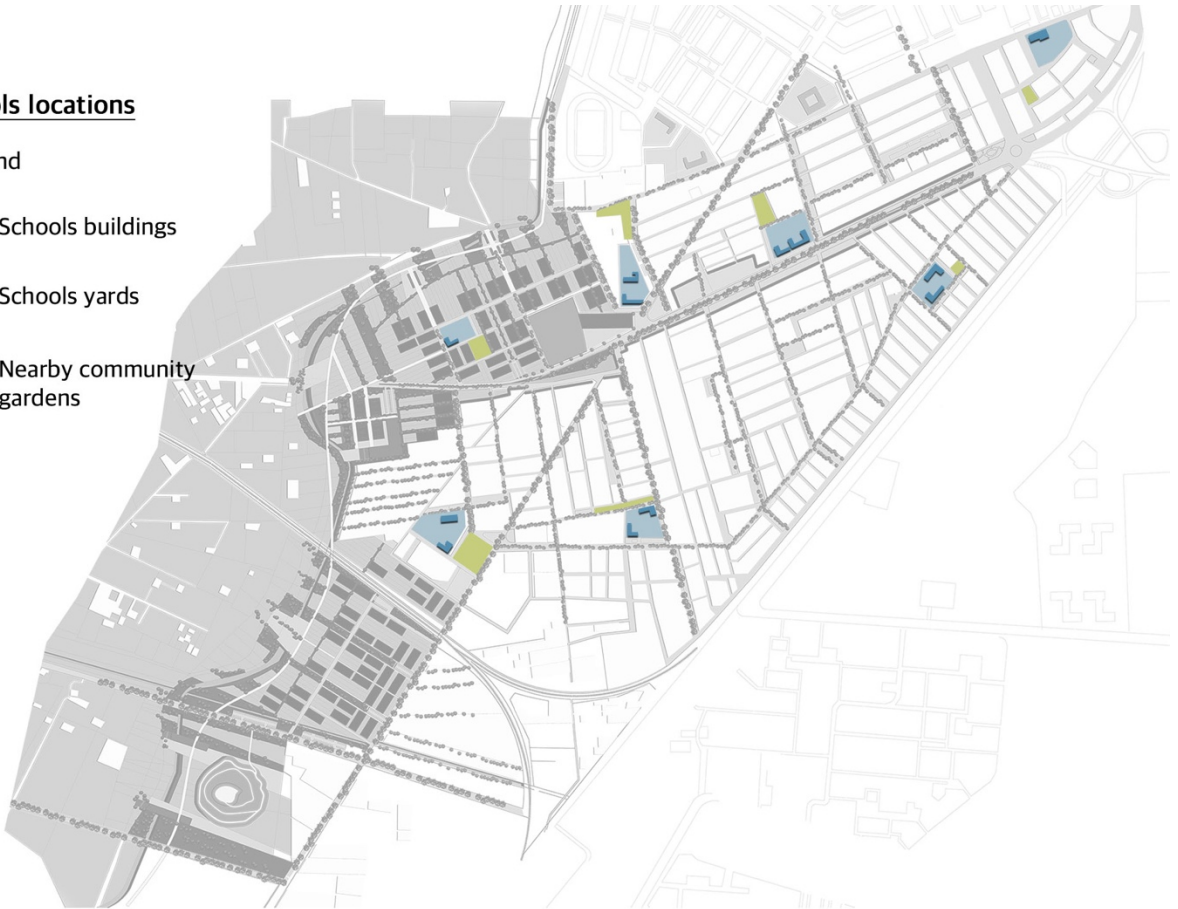 ls locations
nd
Schools buildings
Schools yards
Nearby community
gardens